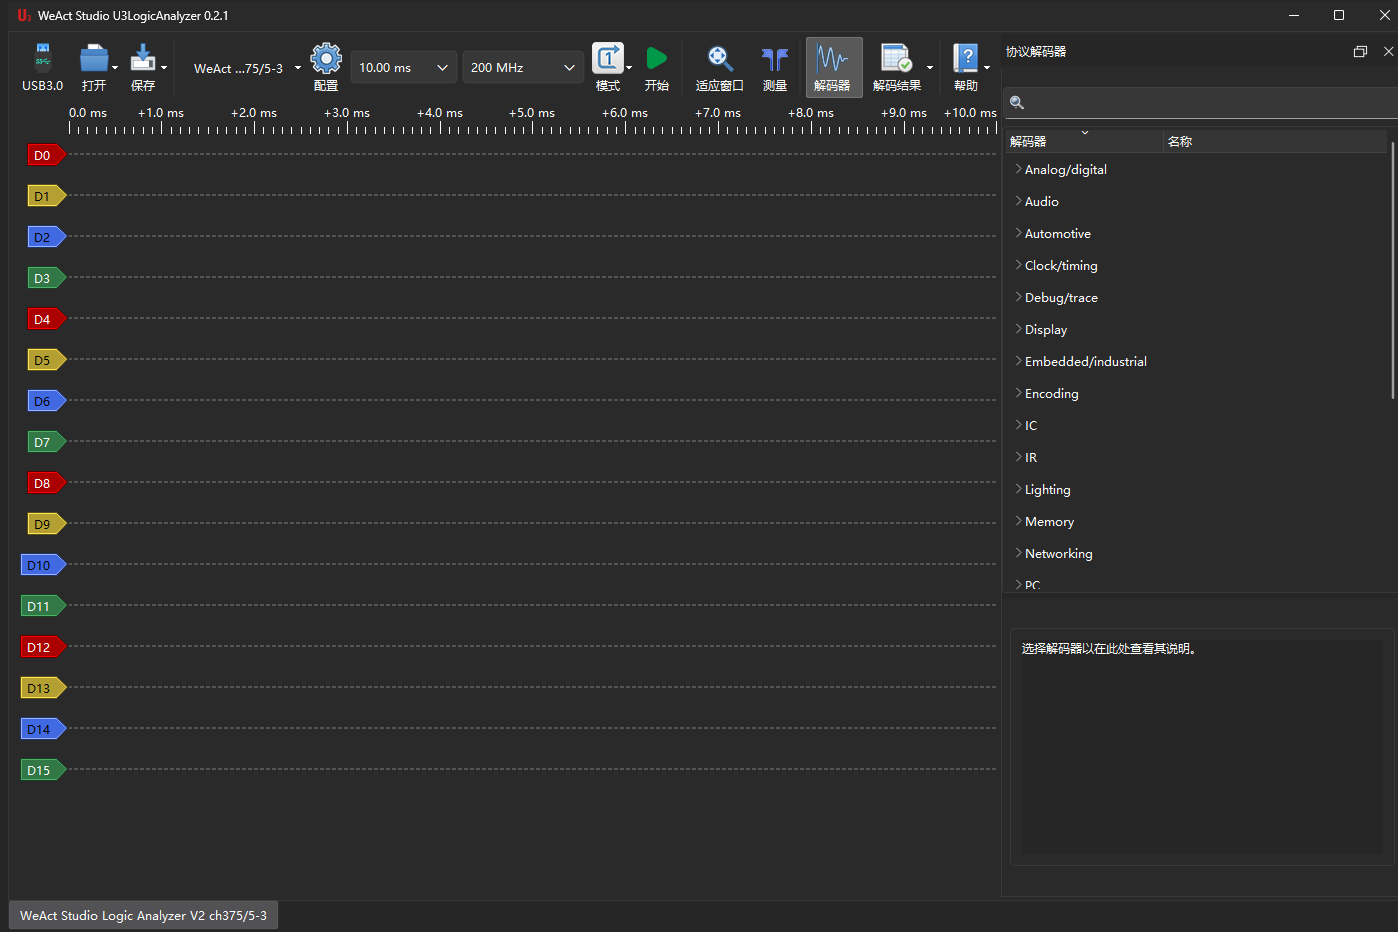 WeAct Studio U3LogicAnalyzer 0.2.1
USB3.0
打开
保存
WeAct ...75/5-3
配置
10.00 ms
200 MHz
模式
开始
适应窗口
测量
解码器
解码结果
帮助
0.0 ms +1.0 ms +2.0 ms +3.0 ms +4.0 ms +5.0 ms +6.0 ms +7.0 ms +8.0 ms +9.0 ms +10.0 ms
D0
D1
D2
D3
D4
D5
D6
D7
D8
D9
D10
D11
D12
D13
D14
D15
协议解码器
解码器 名称
Analog/digital
Audio
Automotive
Clock/timing
Debug/trace
Display
Embedded/industrial
Encoding
IC
IR
Lighting
Memory
Networking
PC
选择解码器以在此处查看其说明。
WeAct Studio Logic Analyzer V2 ch375/5-3